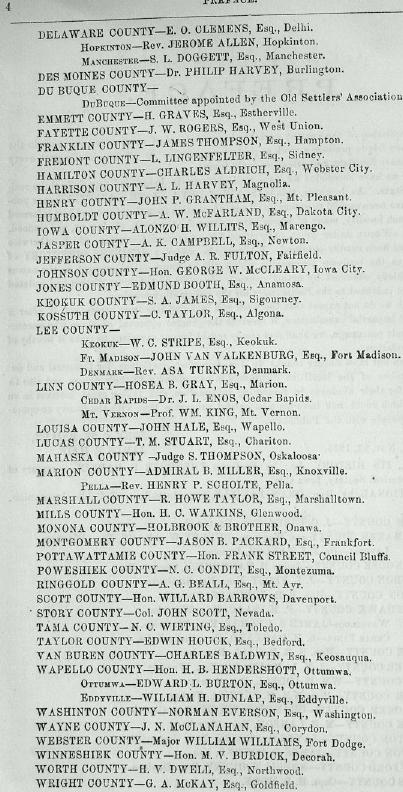 4 PREFACE.
DELAWARE COUNTY—E. O. CLEMENS, Esq., Delhi.
HOPKINTON—Rev. JEROME ALLEN, Hopkinton.
MANCHESTER—S. L. DOGGETT, Esq., Manchester.
DES MOINES COUNTY—Dr. PHILIP HARVEY, Burlington.
DU BUQUE COUNTY—
DUBUQUE—Committee appointed by the Old Settlers' Association
EMMETT COUNTY—H. GRAVES, Esq., Estherville.
FAYETTE COUNTY—J. W. ROGERS, Esq., West Union.
FRANKLIN COUNTY—JAMES THOMPSON, Esq., Hampton.
FREMONT COUNTY—L. LINGENFELTER, Esq., Sidney.
HAMILTON COUNTY—CHARLES ALDRICH, Esq., Webster City.
HARRISON COUNTY—A. L. HARVEY, Magnolia.
HENRY COUNTY—JOHN P. GRANTHAM, Esq., Mt. Pleasant.
HUMBOLDT COUNTY—A. W. McFARLAND, Esq., Dakota City.
IOWA COUNTY—ALONZO H. WILLITS, Esq., Marengo.
JASPER COUNTY—A. K. CAMPBELL, Esq., Newton.
JEFFERSON COUNTY—Judge A. R. FULTON, Fairfield.
JOHNSON COUNTY—Hon. GEORGE W. McCLEARY, Iowa City.
JONES COUNTY—EDMUND BOOTH, Esq., Anamosa.
KEOKUK COUNTY—S. A. JAMES, Esq., Sigourney.
KOSSUTH COUNTY—C. TAYLOR, Esq., Algona.
LEE COUNTY—
KEOKUK—W. C. STRIPE, Esq., Keokuk.
FT. MADISON—JOHN VAN VALKENBURG, Esq., Fort Madison.
DENMARK—Rev. ASA TURNER, Denmark.
LINN COUNTY—HOSEA B. GRAY, Esq., Marion.
CEDAR RAPIDS—Dr. J. L. ENOS, Cedar Rapids.
MT. VERNON—Prof. WM. KING, Mt. Vernon.
LOUISA COUNTY—JOHN HALE, Esq., Wapello.
LUCAS COUNTY—T. M. STUART, Esq., Chariton.
MAHASKA COUNTY—Judge S. THOMPSON, Oskaloosa
MARION COUNTY—ADMIRAL B. MILLER, Esq., Knoxville.
PELLA—Rev. HENRY P. SCHOLTE, Pella.
MARSHALL COUNTY—R. HOWE TAYLOR, Esq., Marshalltown.
MILLS COUNTY—Hon. H. C. WATKINS, Glenwood.
MONONA COUNTY—HOLBROOK & BROTHER, Onawa.
MONTGOMERY COUNTY—JASON B. PACKARD, Esq., Frankfort.
POTTAWATTAMIE COUNTY—Hon. FRANK STREET, Council Bluffs.
POWESHIEK COUNTY—N. C. CONDIT, Esq., Montezuma.
RINGGOLD COUNTY—A. G. BEALL, Esq., Mt. Ayr.
SCOTT COUNTY—Hon. WILLARD BARROWS, Davenport.
STORY COUNTY—Col. JOHN SCOTT, Nevada.
TAMA COUNTY—N. C. WIETING, Esq., Toledo.
TAYLOR COUNTY—EDWIN HOUCK, Esq., Bedford.
VAN BUREN COUNTY—CHARLES BALDWIN, Esq., Keosauqua.
WAPELLO COUNTY—Hon. H. B. HENDERSHOTT, Ottumwa.
OTTUMWA—EDWARD L. BURTON, Esq., Ottumwa.
EDDYVILLE—WILLIAM H. DUNLAP, Esq., Eddyville.
WASHINTON COUNTY—NORMAN EVERSON, Esq., Washington.
WAYNE COUNTY—J. N. McCLANAHAN, Esq., Corydon.
WEBSTER COUNTY—Major WILLIAM WILLIAMS, Fort Dodge.
WINNESHIEK COUNTY—Hon. M. V. BURDICK, Decorah.
WORTH COUNTY—H. V. DWELL, Esq., Northwood.
WRIGHT COUNTY—G. A. McKAY, Esq., Goldfield.